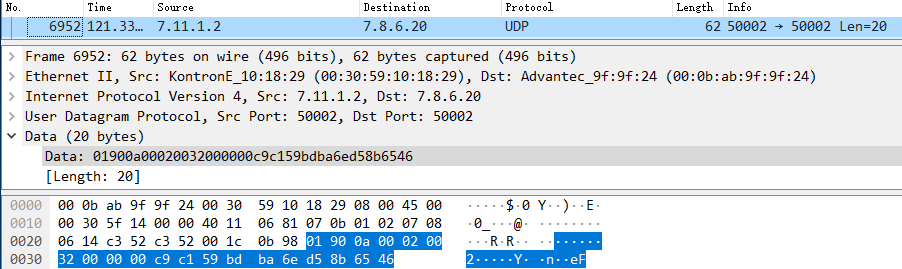 No. Time Source Destination Protocol Length Info
6952 121.33… 7.11.1.2 7.8.6.20 UDP 62 50002 → 50002 Len=20
Frame 6952: 62 bytes on wire (496 bits), 62 bytes captured (496 bits)
Ethernet II, Src: KontronE_10:18:29 (00:30:59:10:18:29), Dst: Advantec_9f:9f:24 (00:0b:ab:9f:9f:24)
Internet Protocol Version 4, Src: 7.11.1.2, Dst: 7.8.6.20
User Datagram Protocol, Src Port: 50002, Dst Port: 50002
Data (20 bytes)
Data: 01900a00020032000000c9c159bdba6ed58b6546
[Length: 20]
0000 00 0b ab 9f 9f 24 00 30 59 10 18 29 08 00 45 00 ·····$·0 Y··)··E·
0010 00 30 5f 14 00 00 40 11 06 81 07 0b 01 02 07 08 ·0_···@· ········
0020 06 14 c3 52 c3 52 00 1c 0b 98 01 90 0a 00 02 00 ···R·R·· ········
0030 32 00 00 00 c9 c1 59 bd ba 6e d5 8b 65 46 2·····Y· ·n··eF